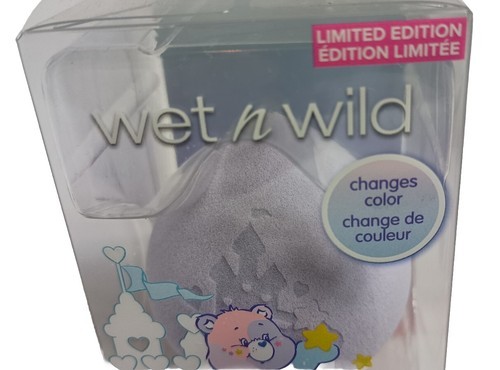 LIMITED EDITION
ÉDITION LIMITÉE
wet n wild
changes
color
change de
couleur